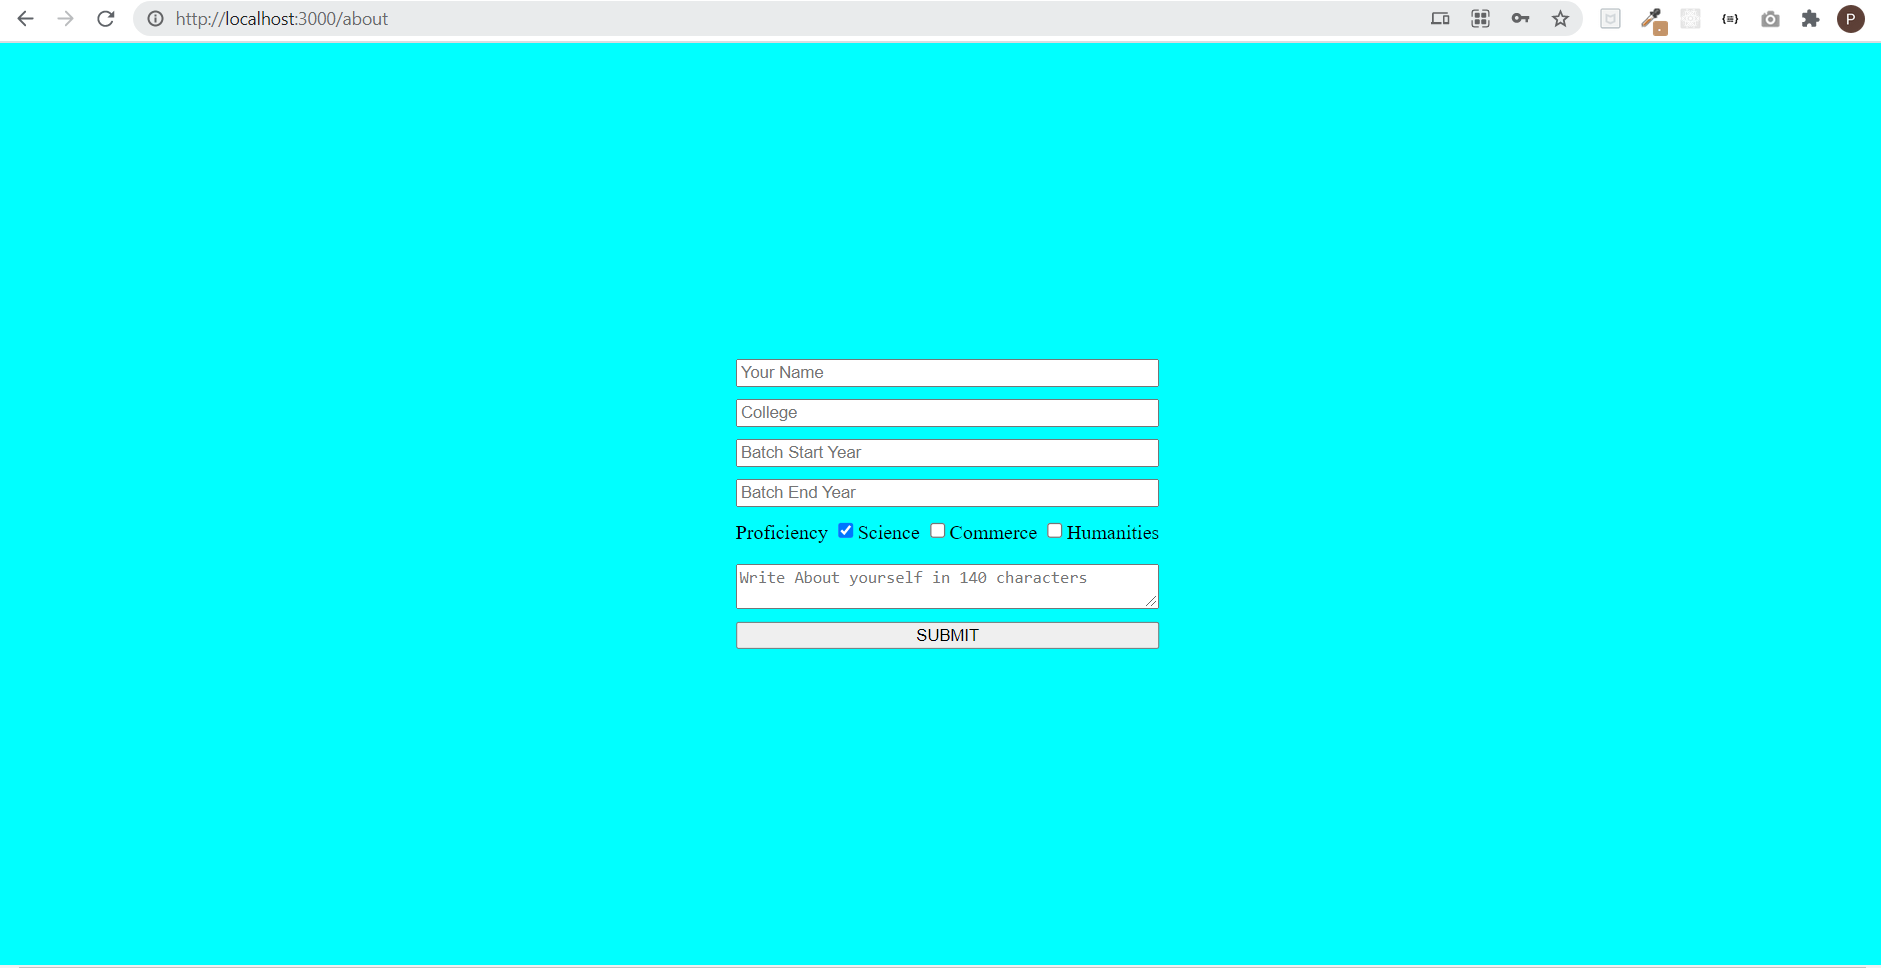 http://localhost:3000/about
P
Your Name
College
Batch Start Year
Batch End Year
Proficiency Science Commerce Humanities
Write About yourself in 140 characters
SUBMIT